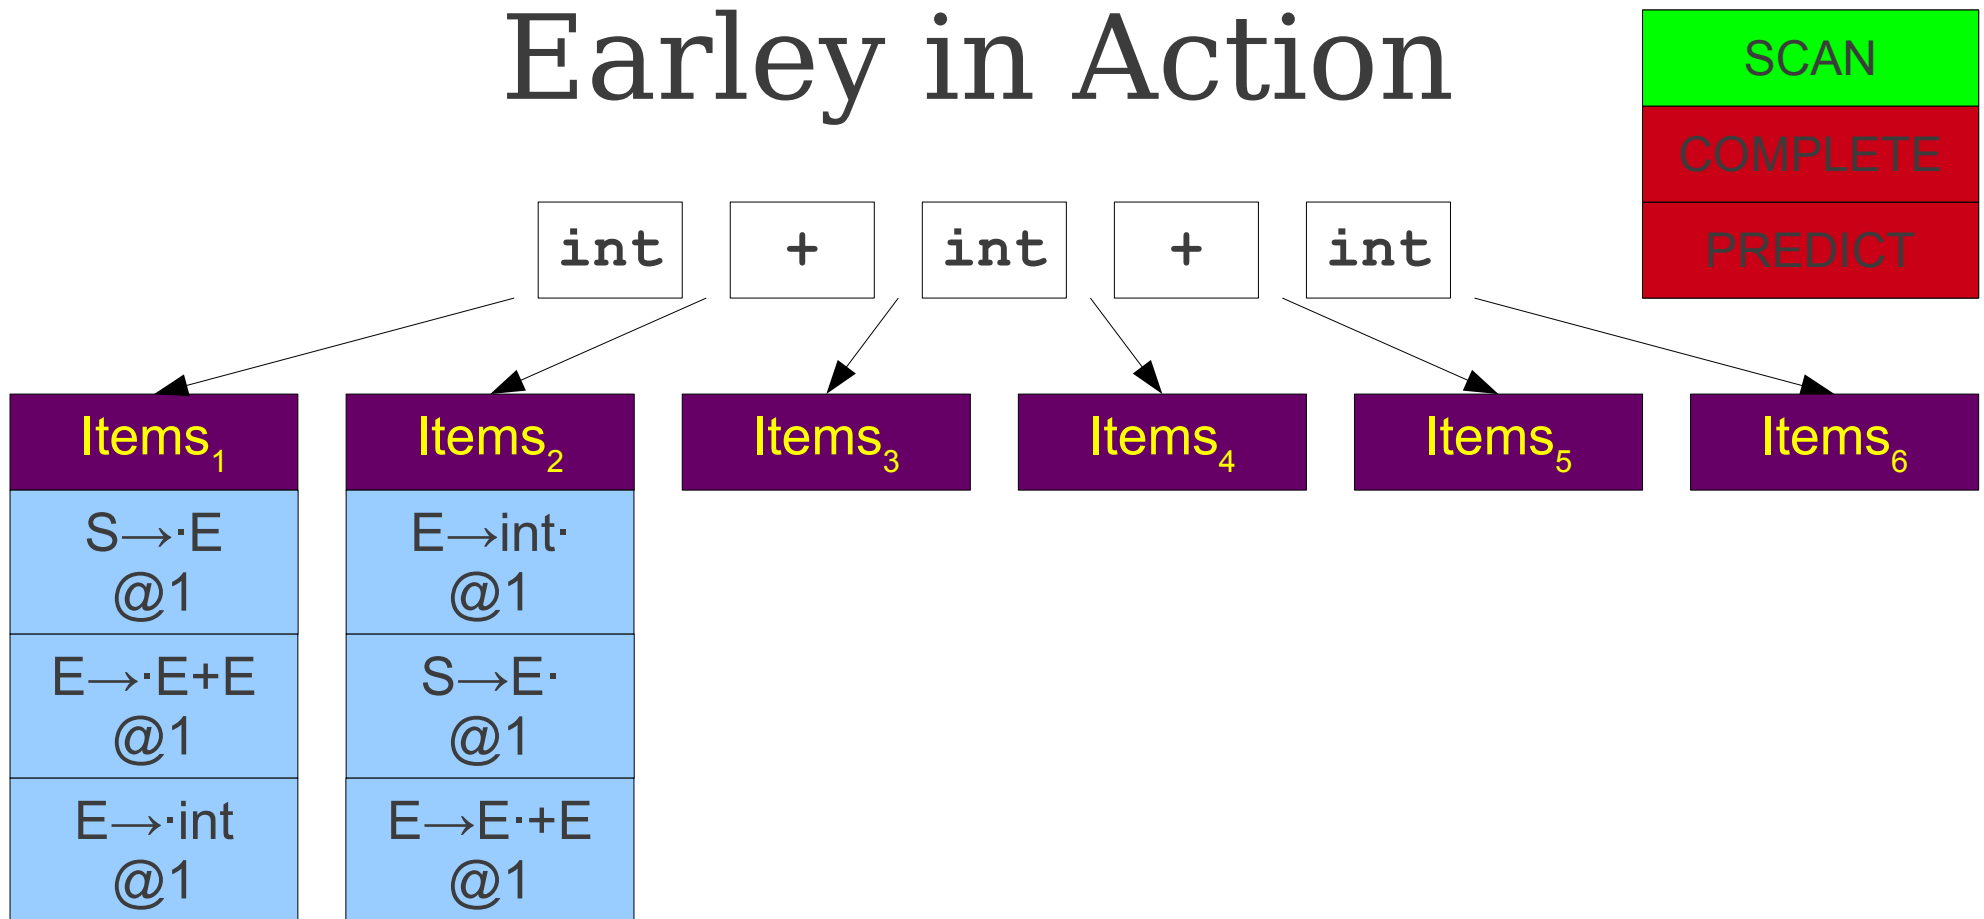 Earley in Action
SCAN
COMPLETE
PREDICT
int + int + int
Items₁ Items₂ Items₃ Items₄ Items₅ Items₆
S→·E
@1
E→·E+E
@1
E→·int
@1
E→int·
@1
S→E·
@1
E→E·+E
@1